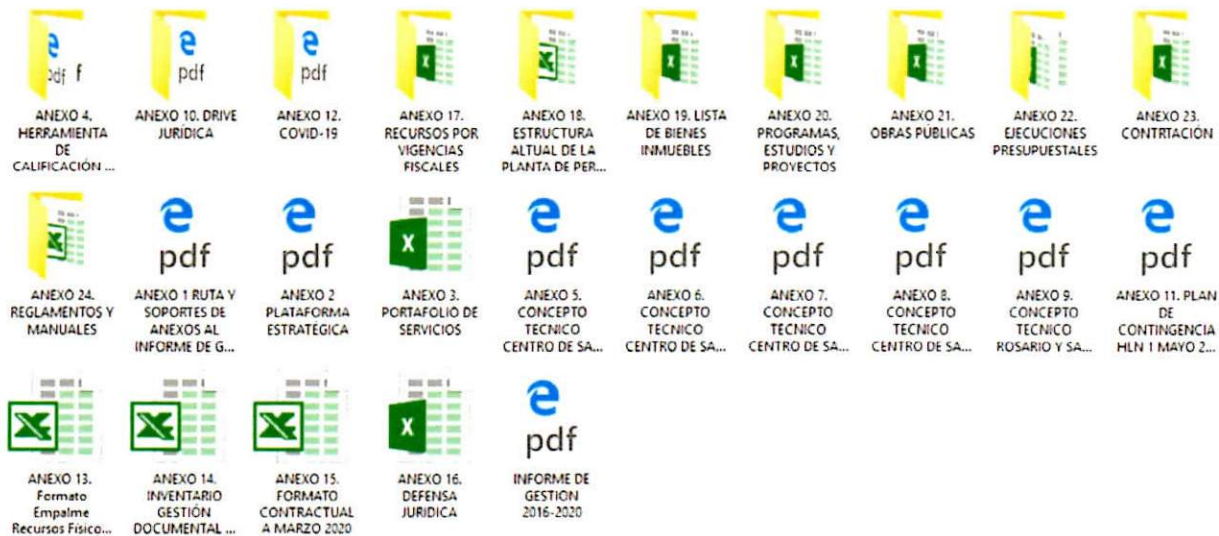 pdf f
pdf
pdf
ANEXO 4.
HERRAMIENTA
DE
CALIFICACIÓN ...
ANEXO 10. DRIVE
JURÍDICA
ANEXO 12.
COVID-19
ANEXO 17.
RECURSOS POR
VIGENCIAS
FISCALES
ANEXO 18.
ESTRUCTURA
ALTUAL DE LA
PLANTA DE PER...
ANEXO 19. LISTA
DE BIENES
INMUEBLES
ANEXO 20.
PROGRAMAS,
ESTUDIOS Y
PROYECTOS
ANEXO 21.
OBRAS PÚBLICAS
ANEXO 22.
EJECUCIONES
PRESUPUESTALES
ANEXO 23.
CONTRTACIÓN
pdf
pdf
pdf
pdf
pdf
pdf
pdf
pdf
ANEXO 24.
REGLAMENTOS Y
MANUALES
ANEXO 1 RUTA Y
SOPORTES DE
ANEXOS AL
INFORME DE G...
ANEXO 2
PLATAFORMA
ESTRATÉGICA
ANEXO 3.
PORTAFOLIO DE
SERVICIOS
ANEXO 5.
CONCEPTO
TECNICO
CENTRO DE SA...
ANEXO 6.
CONCEPTO
TECNICO
CENTRO DE SA...
ANEXO 7.
CONCEPTO
TECNICO
CENTRO DE SA...
ANEXO 8.
CONCEPTO
TECNICO
CENTRO DE SA...
ANEXO 9.
CONCEPTO
TECNICO
ROSARIO Y SA...
ANEXO 11. PLAN
DE
CONTINGENCIA
HLN 1 MAYO 2...
pdf
ANEXO 13.
Formato
Empalme
Recursos Físico...
ANEXO 14.
INVENTARIO
GESTIÓN
DOCUMENTAL ...
ANEXO 15.
FORMATO
CONTRACTUAL
A MARZO 2020
ANEXO 16.
DEFENSA
JURIDICA
INFORME DE
GESTION
2016-2020